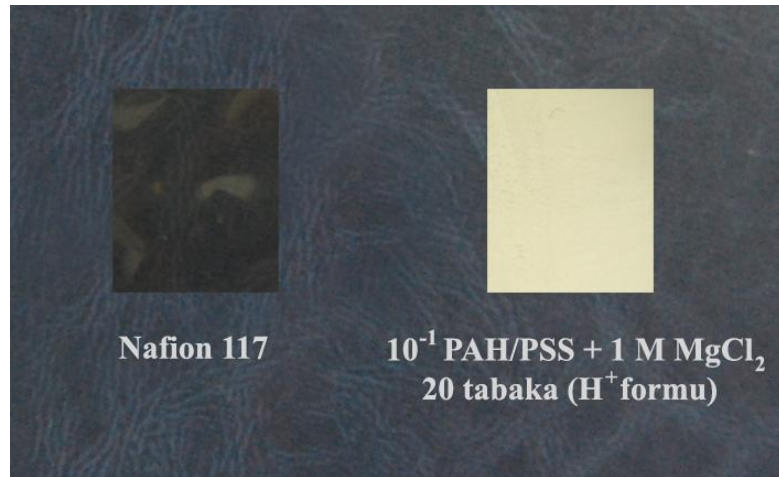 Nafion 117
10⁻¹ PAH/PSS + 1 M MgCl₂
20 tabaka (H⁺formu)